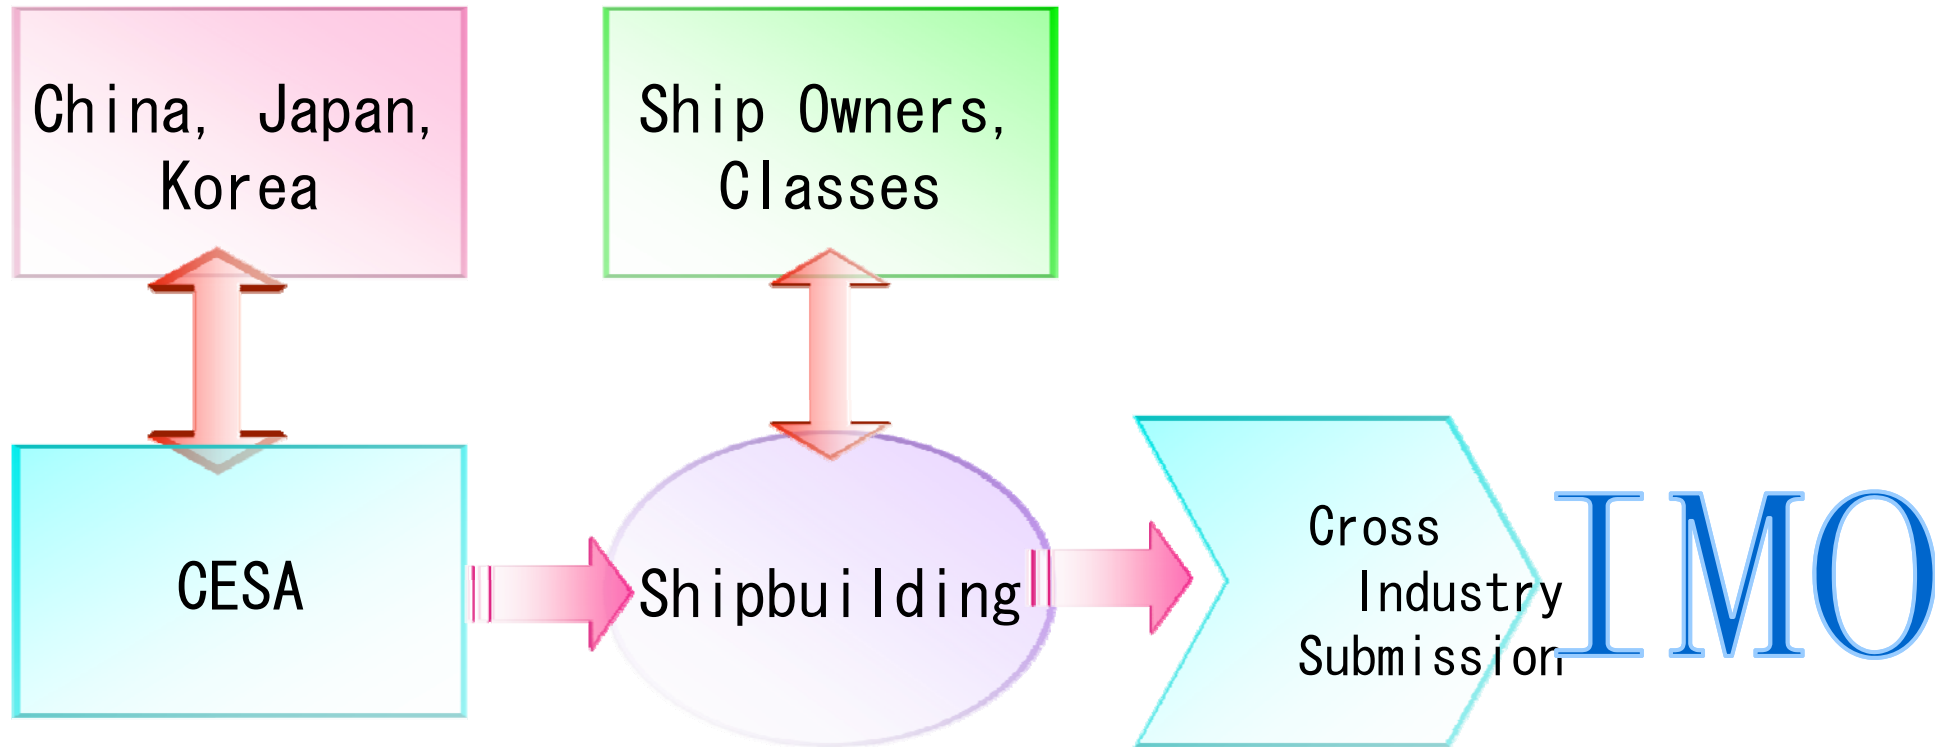 China, Japan,
Korea
Ship Owners,
Classes
CESA
Shipbuilding
Cross
Industry
Submission
IMO